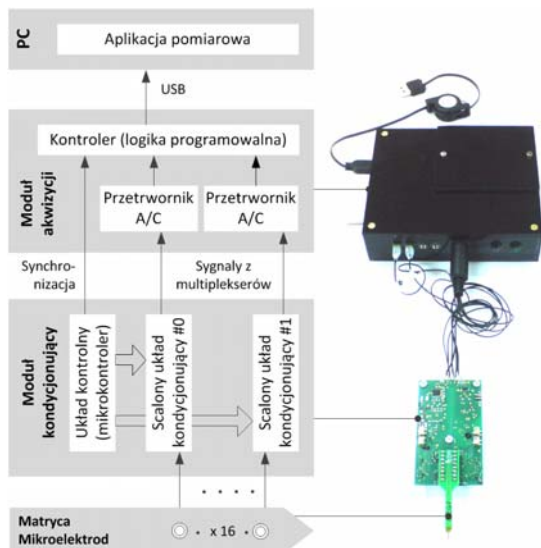 PC
Aplikacja pomiarowa
USB
Moduł
akwizycji
Kontroler (logika programowalna)
Przetwornik
A/C
Przetwornik
A/C
Synchro-
nizacja
Sygnały z
multiplekserów
Moduł
kondycjonujący
Układ kontrolny
(mikrokontroler)
Scalony układ
kondycjonujący #0
Scalony układ
kondycjonujący #1
Matryca
Mikroelektrod
x 16